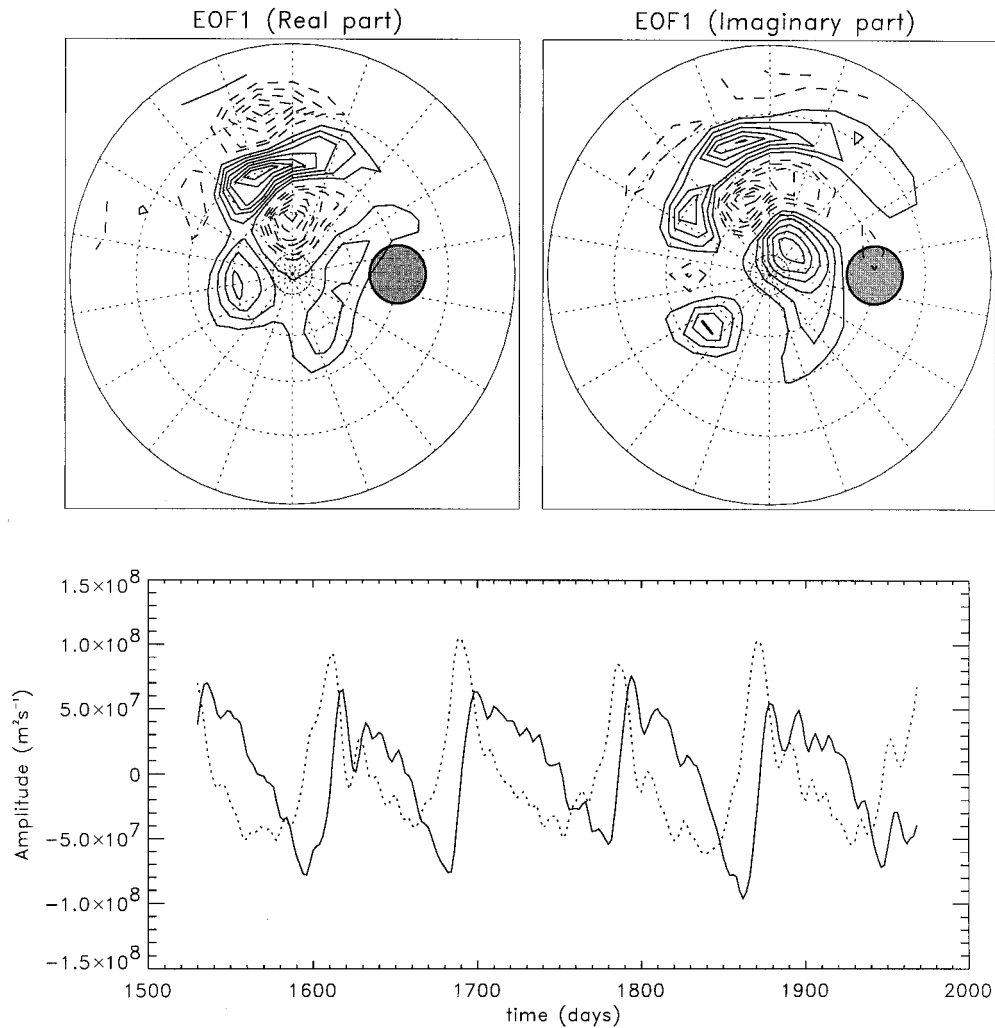 EOF1 (Real part)
EOF1 (Imaginary part)
1.5×10⁸
1.0×10⁸
5.0×10⁷
0
−5.0×10⁷
−1.0×10⁸
−1.5×10⁸
Amplitude (m²s⁻¹)
1500 1600 1700 1800 1900 2000
time (days)